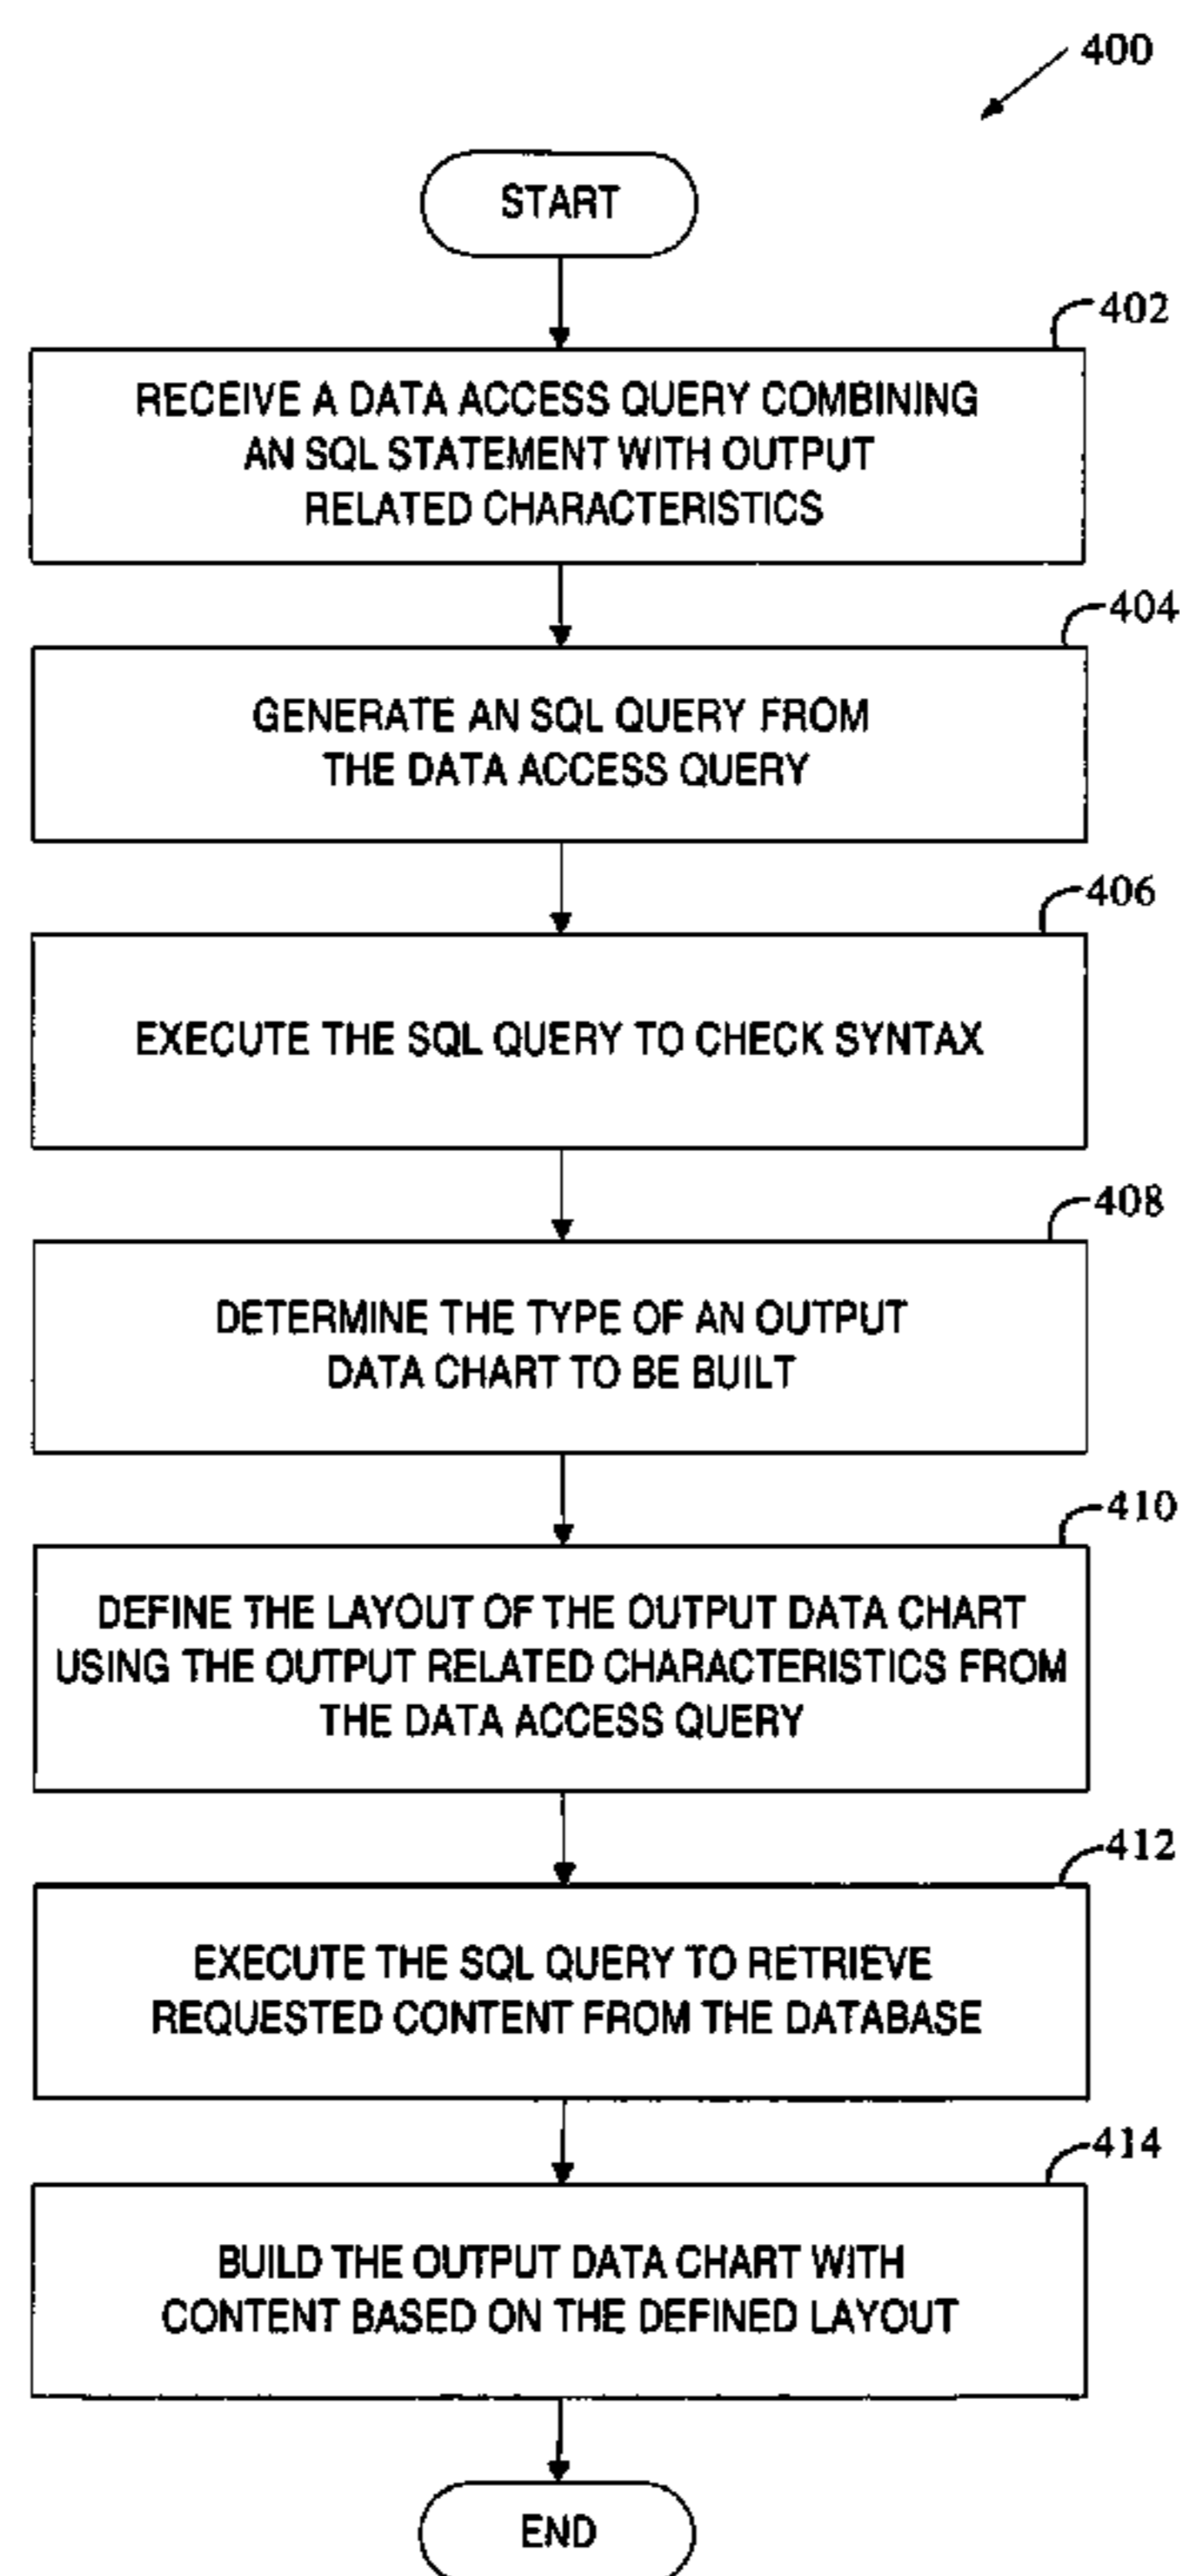 400
START
402
RECEIVE A DATA ACCESS QUERY COMBINING
AN SQL STATEMENT WITH OUTPUT
RELATED CHARACTERISTICS
404
GENERATE AN SQL QUERY FROM
THE DATA ACCESS QUERY
406
EXECUTE THE SQL QUERY TO CHECK SYNTAX
408
DETERMINE THE TYPE OF AN OUTPUT
DATA CHART TO BE BUILT
410
DEFINE THE LAYOUT OF THE OUTPUT DATA CHART
USING THE OUTPUT RELATED CHARACTERISTICS FROM
THE DATA ACCESS QUERY
412
EXECUTE THE SQL QUERY TO RETRIEVE
REQUESTED CONTENT FROM THE DATABASE
414
BUILD THE OUTPUT DATA CHART WITH
CONTENT BASED ON THE DEFINED LAYOUT
END